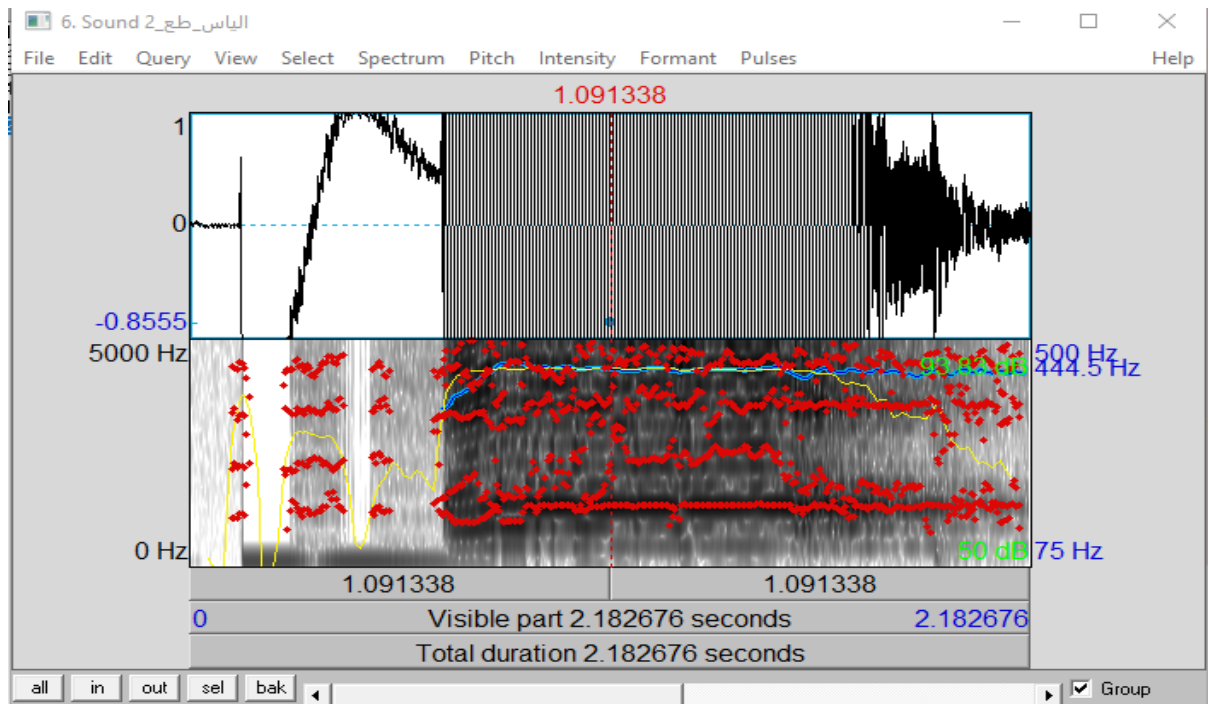 6. Sound 2_الياس_طع
File Edit Query View Select Spectrum Pitch Intensity Formant Pulses Help
1.091338
1
0
-0.8555
5000 Hz
0 Hz
500 Hz
444.5 Hz
50 dB
75 Hz
1.091338 1.091338
0 Visible part 2.182676 seconds 2.182676
Total duration 2.182676 seconds
all in out sel bak Group